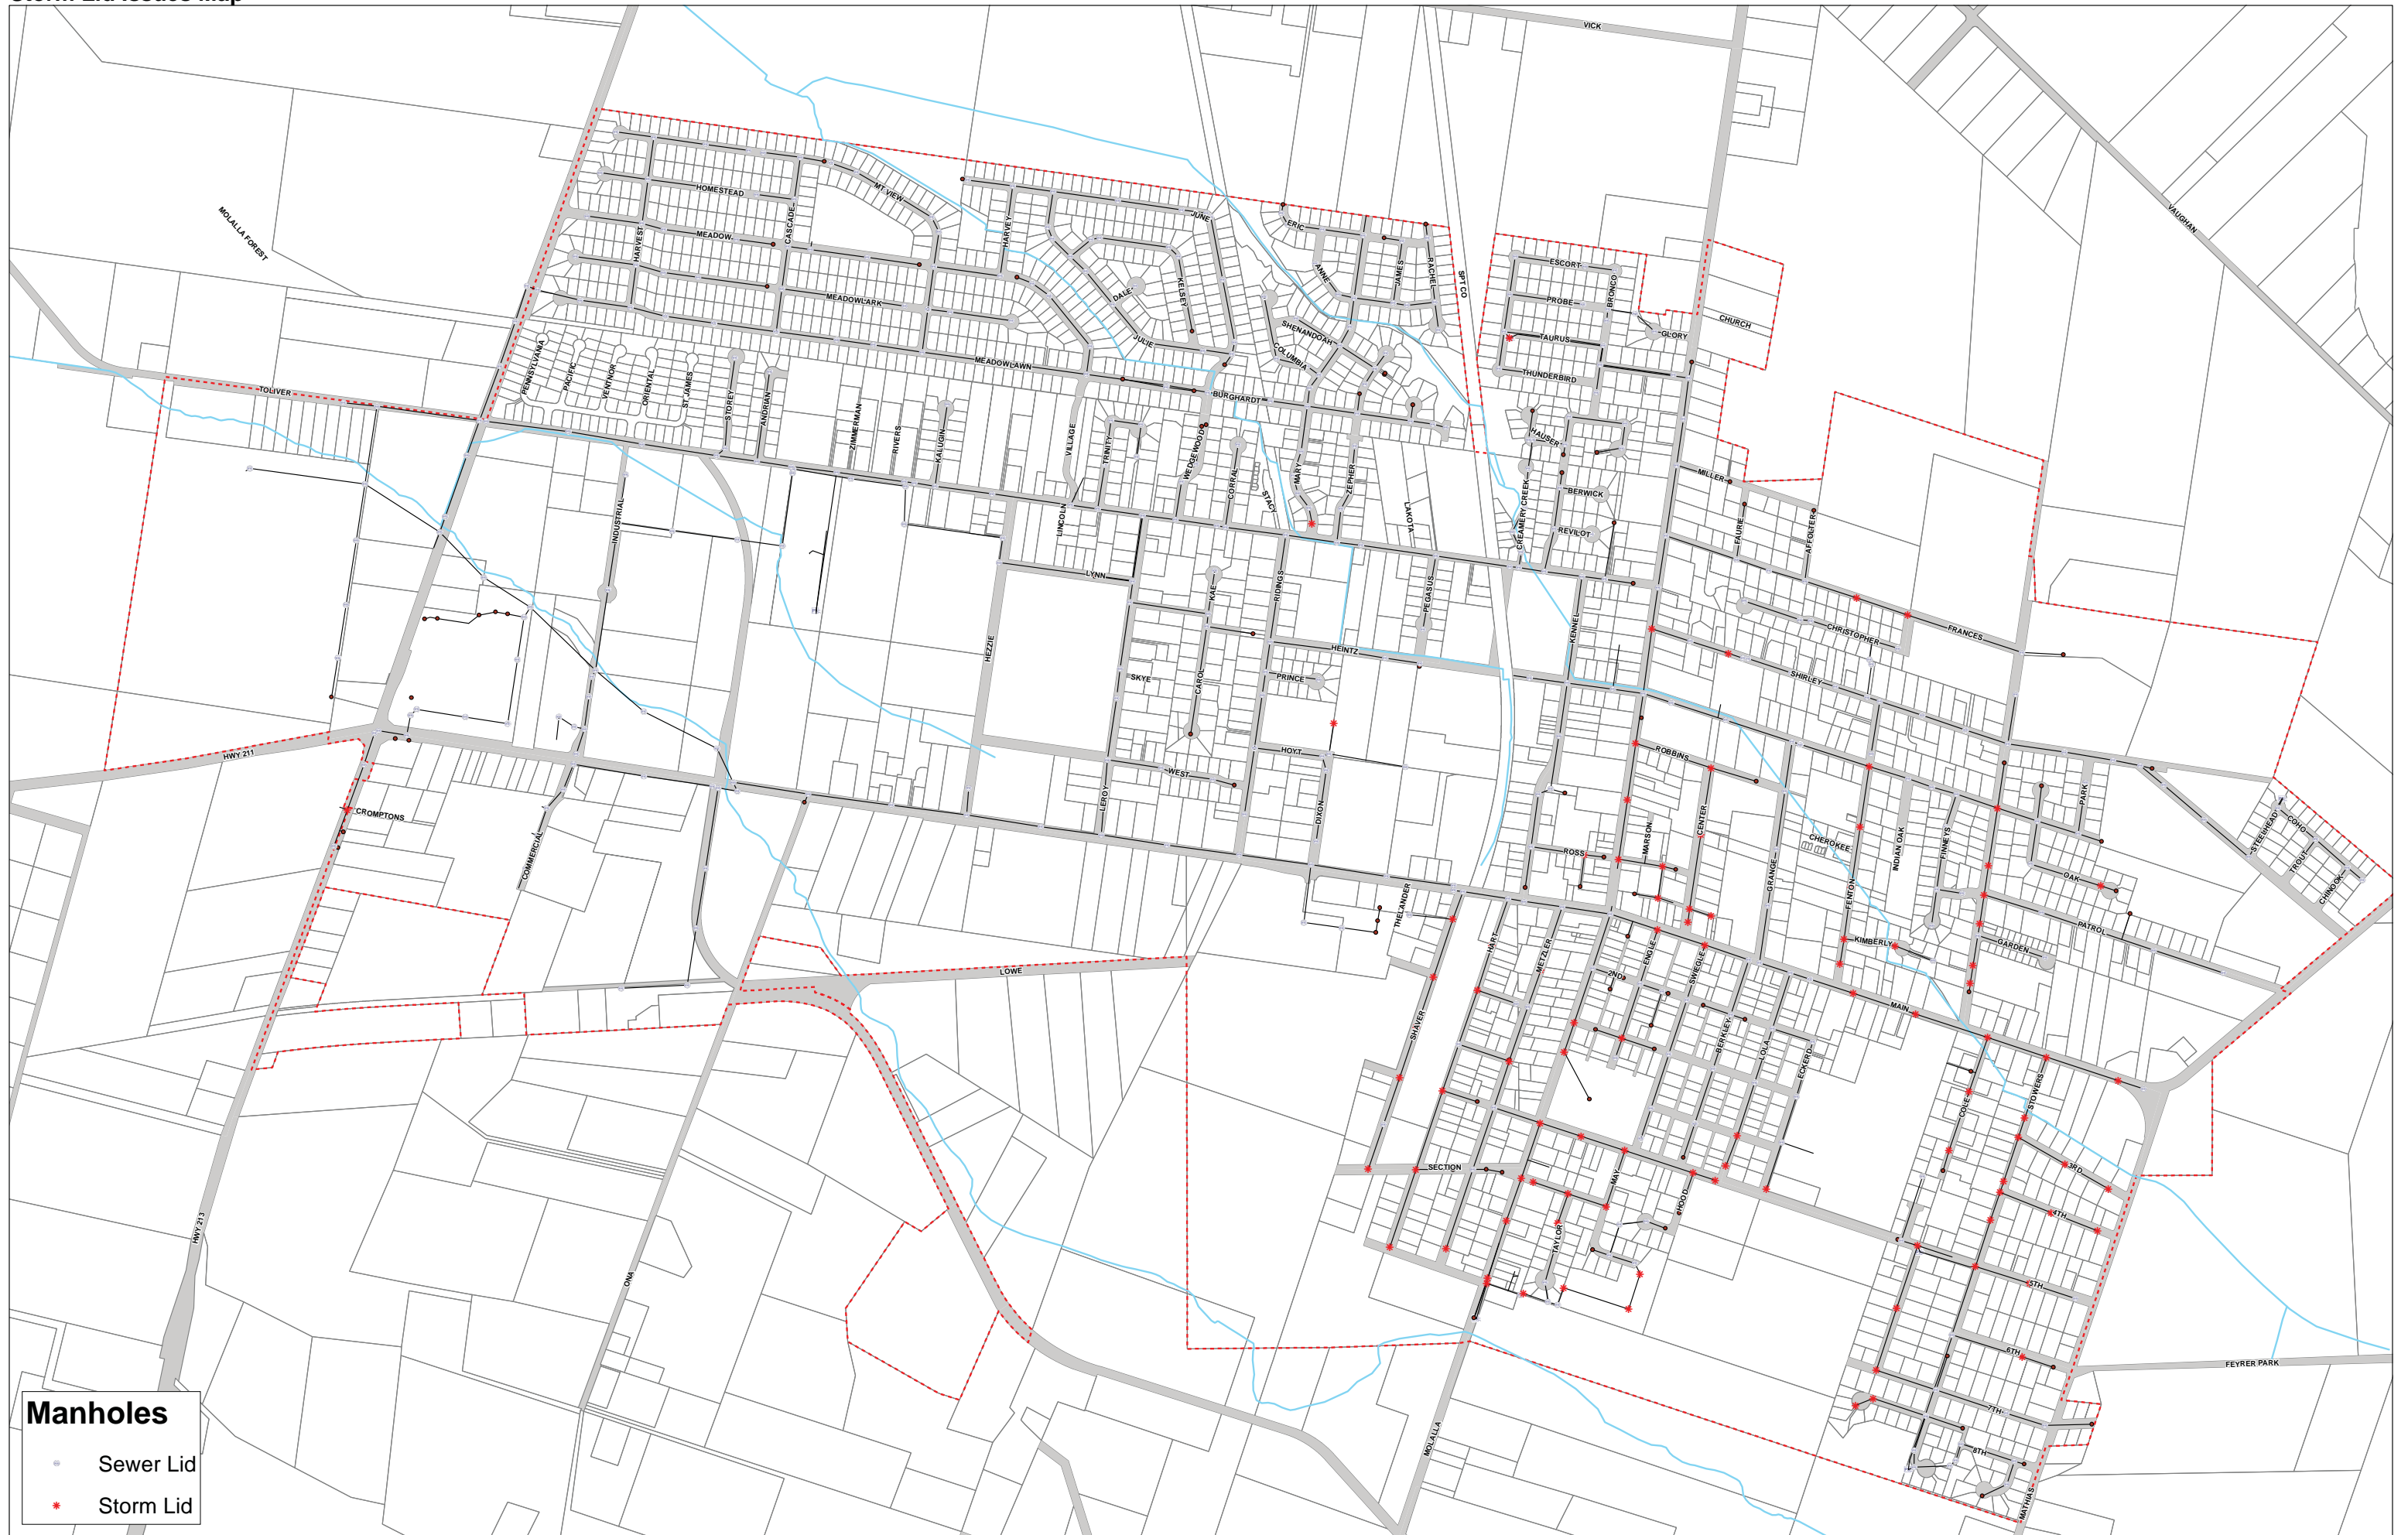 Storm Lid Issues Map
VICK
VAUGHAN
MOLALLA FOREST
HOMESTEAD
MT VIEW
CASCADE
HARVEST
MEADOW
HARVEY
JUNE
ERIC
ANNE
JAMES
RACHEL
SPT CO
ESCORT
BRONCO
PROBE
GLORY
CHURCH
TAURUS
THUNDERBIRD
KELSEY
DALE
MEADOWLARK
JULIE
SHENANDOAH
COLUMBIA
MEADOWLAWN
BURGHARDT
TOLIVER
PENNSYLVANIA
PACIFIC
VENTNOR
ORIENTAL
ST JAMES
STOREY
ADRIAN
ZIMMERMAN
RIVERS
KALUGIN
VILLAGE
TRINITY
WEDGEWOOD
CORRAL
STACY
MARY
ZEPHER
LAKOTA
HAUSER
CREAMERY CREEK
BERWICK
REVILOT
MILLER
FAURIE
AFFOLTER
INDUSTRIAL
LINCOLN
LYNN
KAE
RIDINGS
PEGASUS
KENNEL
HEINTZ
CHRISTOPHER
FRANCES
SHIRLEY
HEZZIE
SKYE
CAROL
PRINCE
HOYT
WEST
LEROY
DIXON
ROBBINS
CENTER
MARSON
ROSS
GRANGE
CHEROKEE
FENTON
INDIAN OAK
FINNEYS
PARK
OAK
PATROL
GARDEN
KIMBERLY
STEELHEAD
COHO
TROUT
CHINOOK
HWY 211
CROMPTONS
COMMERCIAL
THELANDER
LOWE
HART
METZLER
ENGLE
SWIEGLE
2ND
SHAVER
BERKLEY
LOLA
ECKERD
MAIN
COLE
STOWERS
3RD
4TH
5TH
6TH
7TH
8TH
SECTION
MAY
HOOD
TAYLOR
HWY 213
ONA
MOLALLA
MATHIAS
FEYRER PARK
Manholes
Sewer Lid
Storm Lid